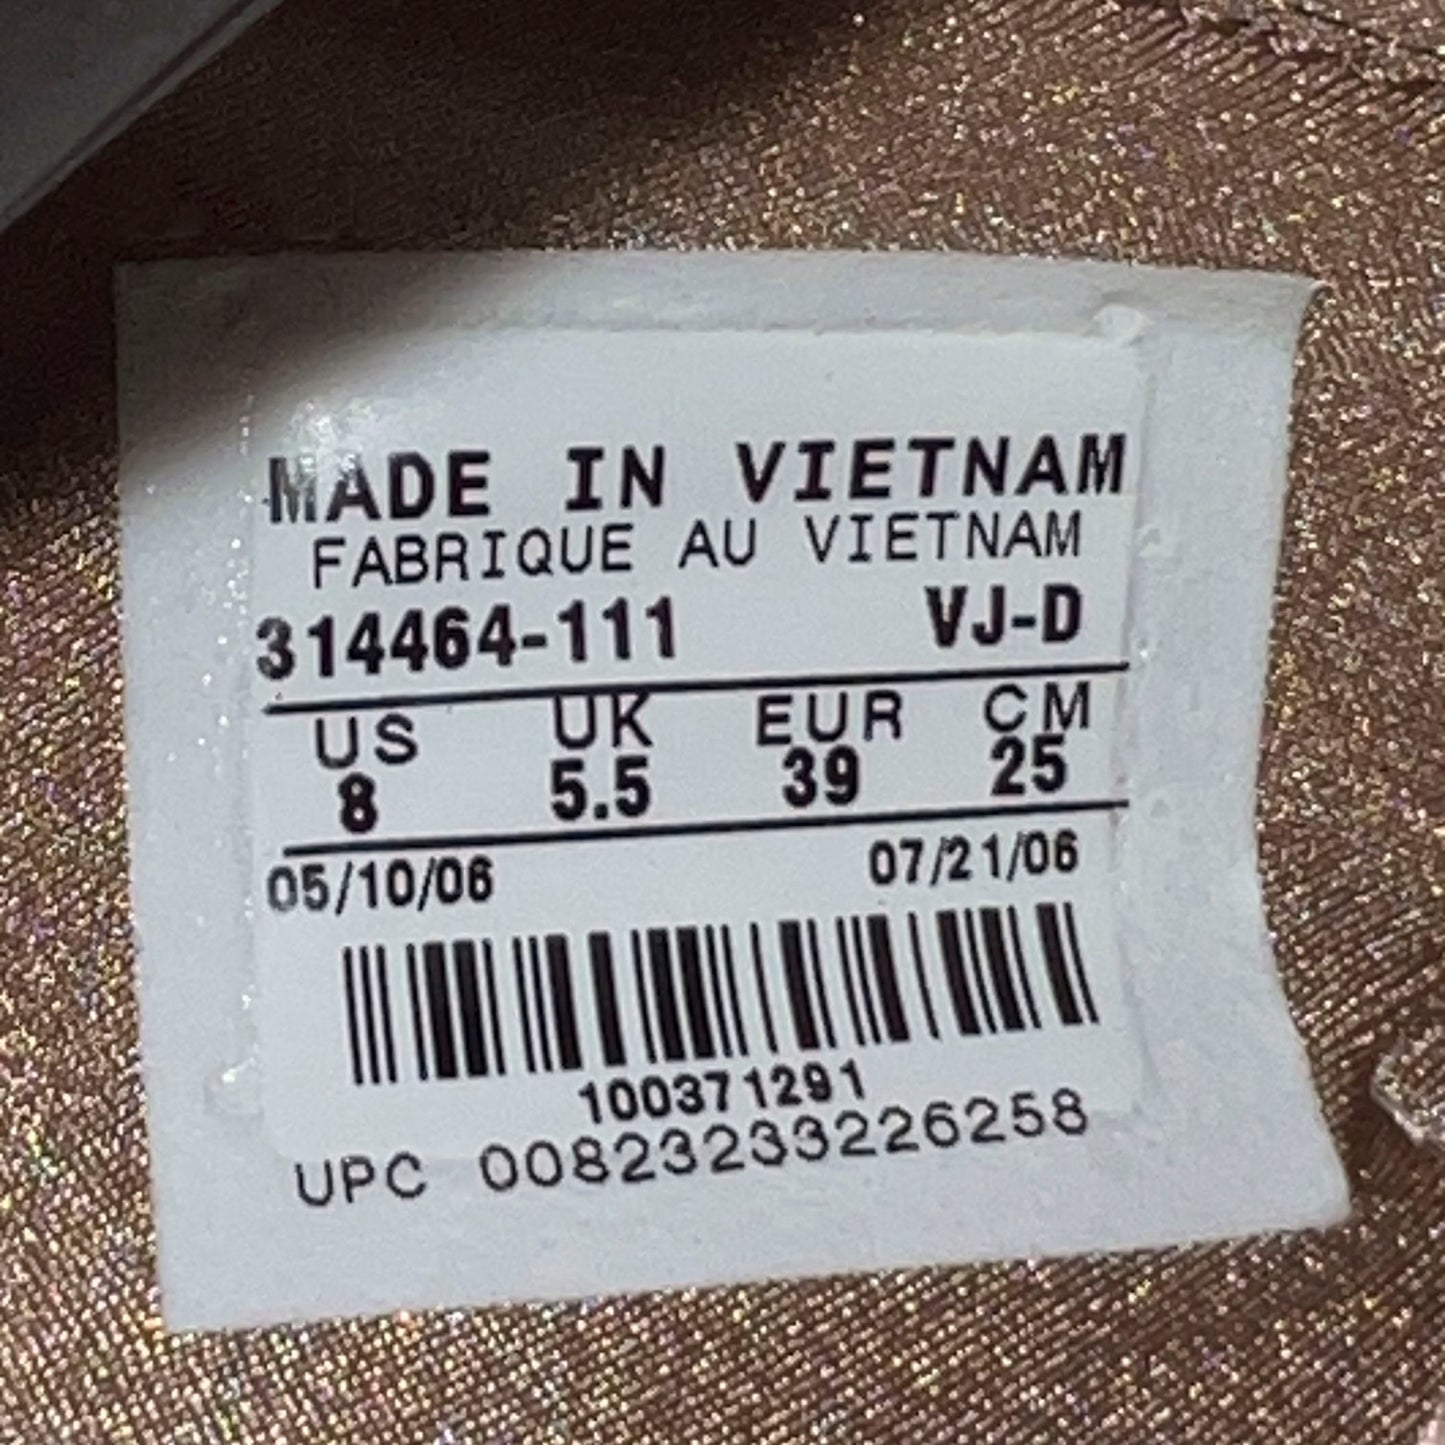 MADE IN VIETNAM
FABRIQUE AU VIETNAM
314464-111 VJ-D
US UK EUR CM
8 5.5 39 25
05/10/06 07/21/06
100371291
UPC 00823233226258